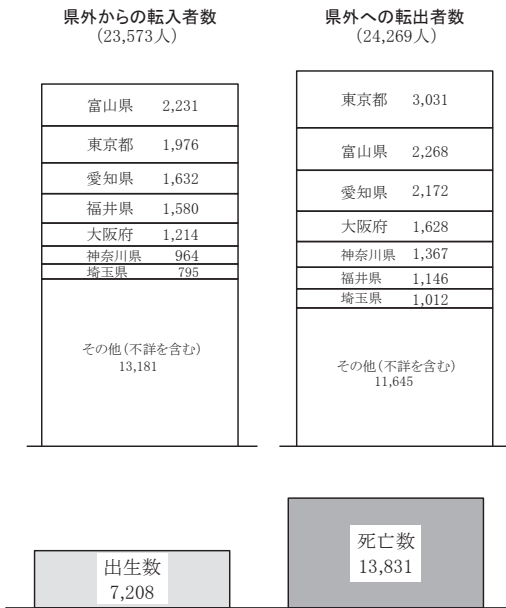 県外からの転入者数
（23,573人）
富山県 2,231
東京都 1,976
愛知県 1,632
福井県 1,580
大阪府 1,214
神奈川県 964
埼玉県 795
その他（不詳を含む）
13,181
県外への転出者数
（24,269人）
東京都 3,031
富山県 2,268
愛知県 2,172
大阪府 1,628
神奈川県 1,367
福井県 1,146
埼玉県 1,012
その他（不詳を含む）
11,645
出生数
7,208
死亡数
13,831